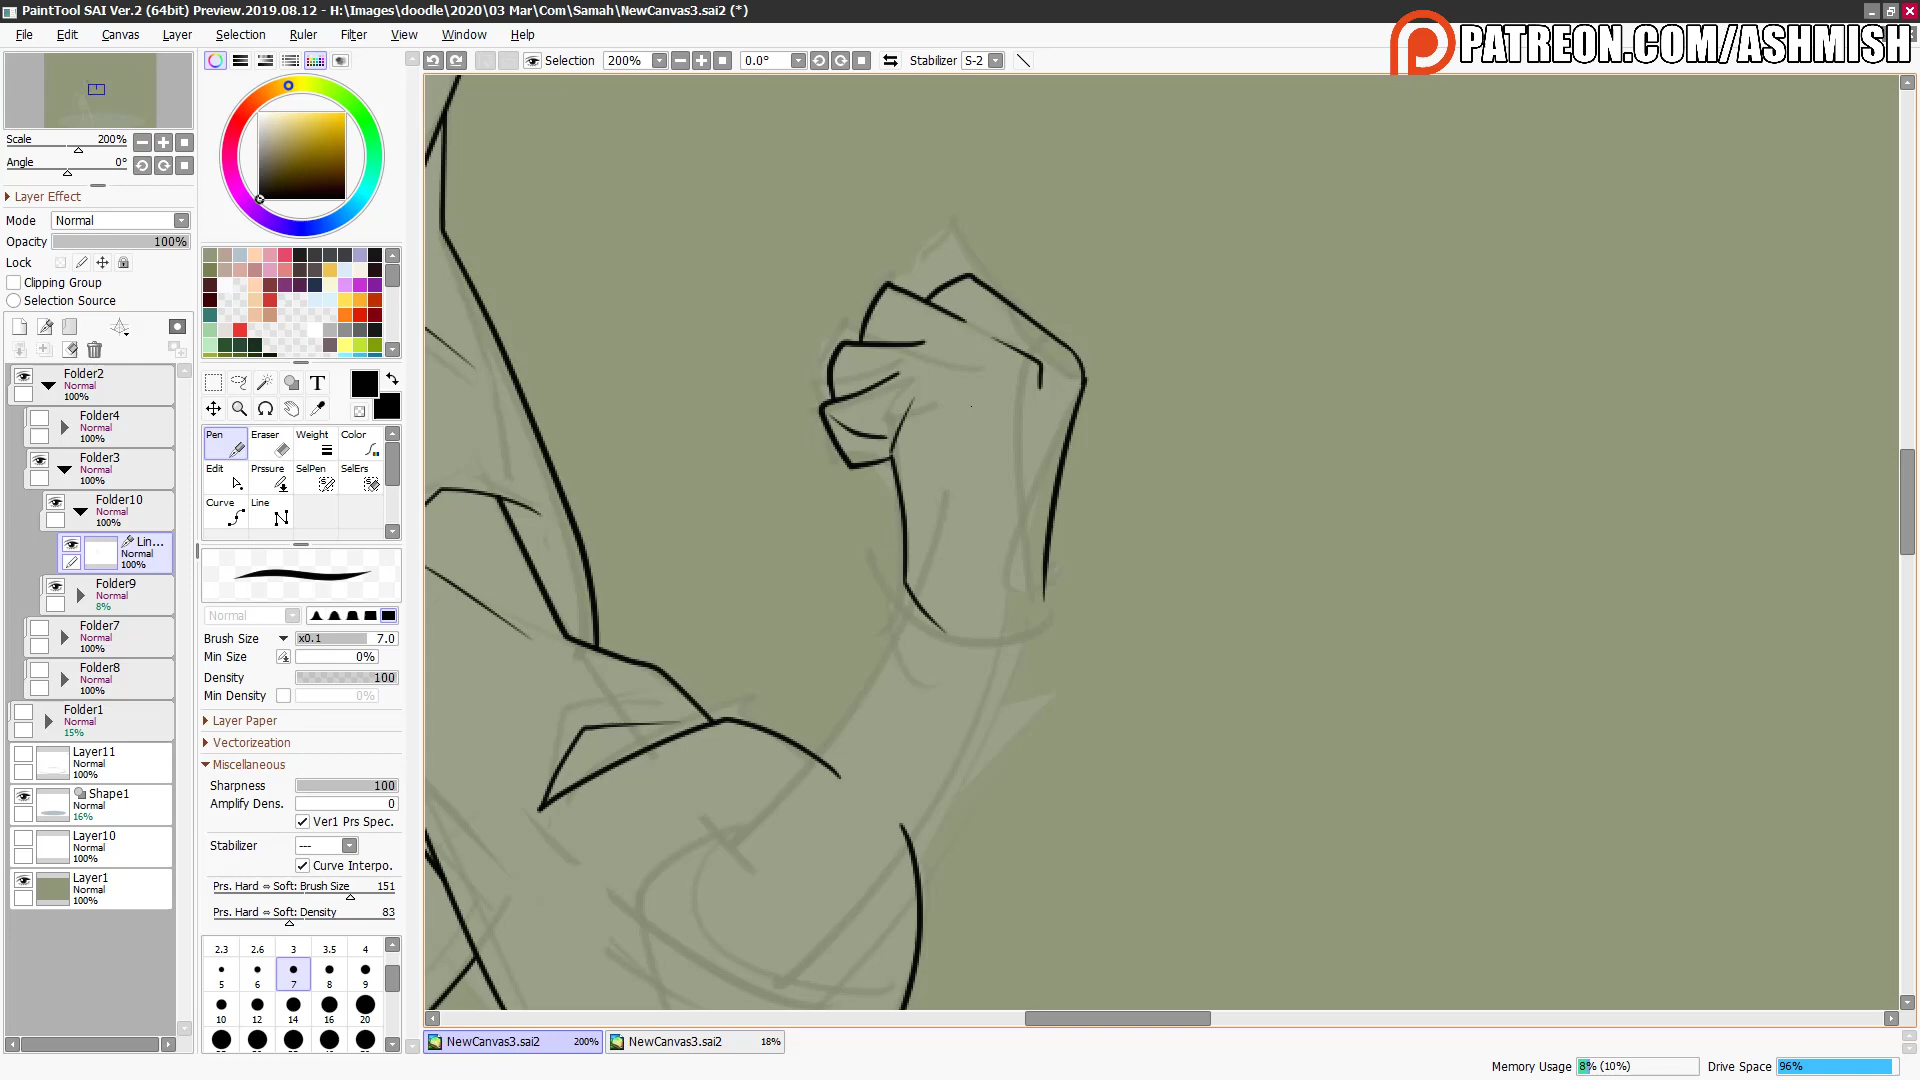 PaintTool SAI Ver.2 (64bit) Preview.2019.08.12 - H:\Images\doodle\2020\03 Mar\Com\Samah\NewCanvas3.sai2 (*)
File Edit Canvas Layer Selection Ruler Filter View Window Help
PATREON.COM/ASHMISH
Selection 200% 0.0° Stabilizer S-2
Scale 200%
Angle 0°
Layer Effect
Mode Normal
Opacity 100%
Lock
Clipping Group
Selection Source
Folder2
Normal
100%
Folder4
Normal
100%
Folder3
Normal
100%
Folder10
Normal
100%
Lin...
Normal
100%
Folder9
Normal
8%
Folder7
Normal
100%
Folder8
Normal
100%
Folder1
Normal
15%
Layer11
Normal
100%
Shape1
Normal
16%
Layer10
Normal
100%
Layer1
Normal
100%
T
Pen Eraser Weight Color
Edit Prssure SelPen SelErs
Curve Line
Normal
Brush Size x0.1 7.0
Min Size 0%
Density 100
Min Density 0%
Layer Paper
Vectorizeation
Miscellaneous
Sharpness 100
Amplify Dens. 0
Ver1 Prs Spec.
Stabilizer ---
Curve Interpo.
Prs. Hard ⇔ Soft: Brush Size 151
Prs. Hard ⇔ Soft: Density 83
2.3 2.6 3 3.5 4
5 6 7 8 9
10 12 14 16 20
NewCanvas3.sai2 200% NewCanvas3.sai2 18%
Memory Usage 8% (10%) Drive Space 96%